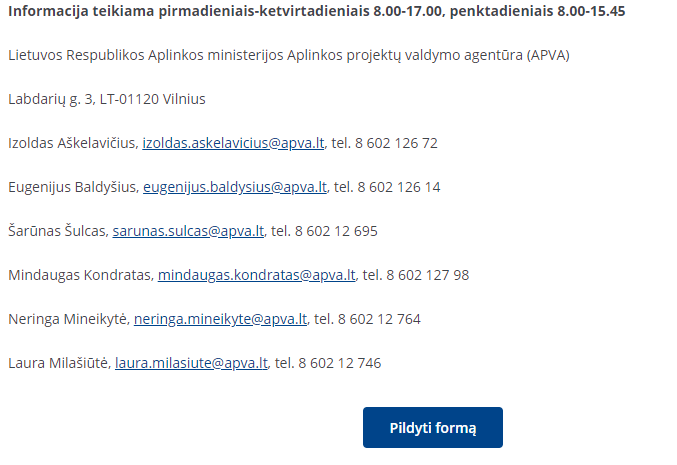 Informacija teikiama pirmadieniais-ketvirtadieniais 8.00-17.00, penktadieniais 8.00-15.45
Lietuvos Respublikos Aplinkos ministerijos Aplinkos projektų valdymo agentūra (APVA)
Labdarių g. 3, LT-01120 Vilnius
Izoldas Aškelavičius, izoldas.askelavicius@apva.lt, tel. 8 602 126 72
Eugenijus Baldyšius, eugenijus.baldysius@apva.lt, tel. 8 602 126 14
Šarūnas Šulcas, sarunas.sulcas@apva.lt, tel. 8 602 12 695
Mindaugas Kondratas, mindaugas.kondratas@apva.lt, tel. 8 602 127 98
Neringa Mineikytė, neringa.mineikyte@apva.lt, tel. 8 602 12 764
Laura Milašiūtė, laura.milasiute@apva.lt, tel. 8 602 12 746
Pildyti formą